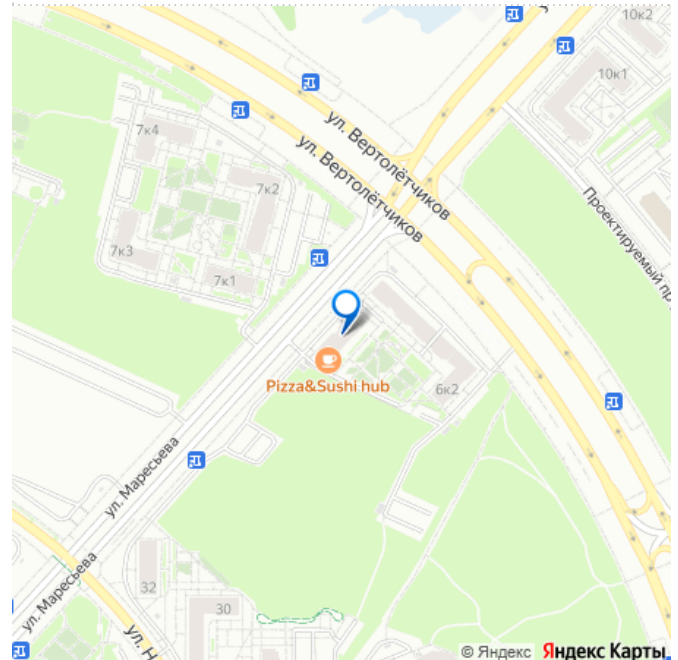 10к2
10к1
ул. Вертолётчиков
ул. Вертолётчиков
7к4
7к2
7к3
7к1
Проектируемый пр
Pizza&Sushi hub
6к2
ул. Маресьева
ул. Маресьева
32
30
ул. Н
© Яндекс Яндекс Карты